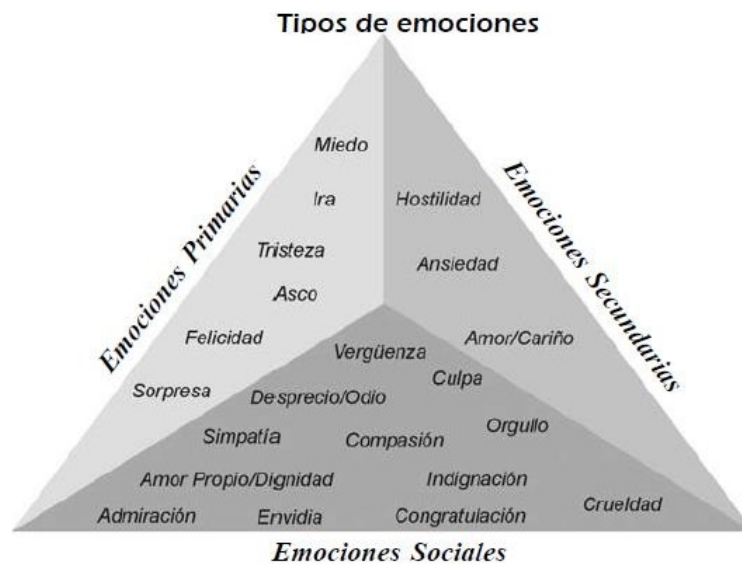 Tipos de emociones
Emociones Primarias
Miedo
Ira
Tristeza
Asco
Felicidad
Sorpresa
Emociones Secundarias
Hostilidad
Ansiedad
Amor/Cariño
Vergüenza
Culpa
Desprecio/Odio
Orgullo
Simpatía
Compasión
Amor Propio/Dignidad
Indignación
Admiración
Envidia
Congratulación
Crueldad
Emociones Sociales